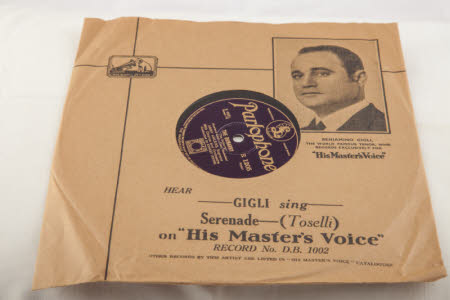 Parlophone
BENIAMINO GIGLI,
THE WORLD FAMOUS TENOR, WHO
RECORDS EXCLUSIVELY FOR
"His Master's Voice"
HEAR
GIGLI sing
Serenade—(Toselli)
on "His Master's Voice"
RECORD No. D.B. 1002
OTHER RECORDS BY THIS ARTIST ARE LISTED IN "HIS MASTER'S VOICE" CATALOGUES